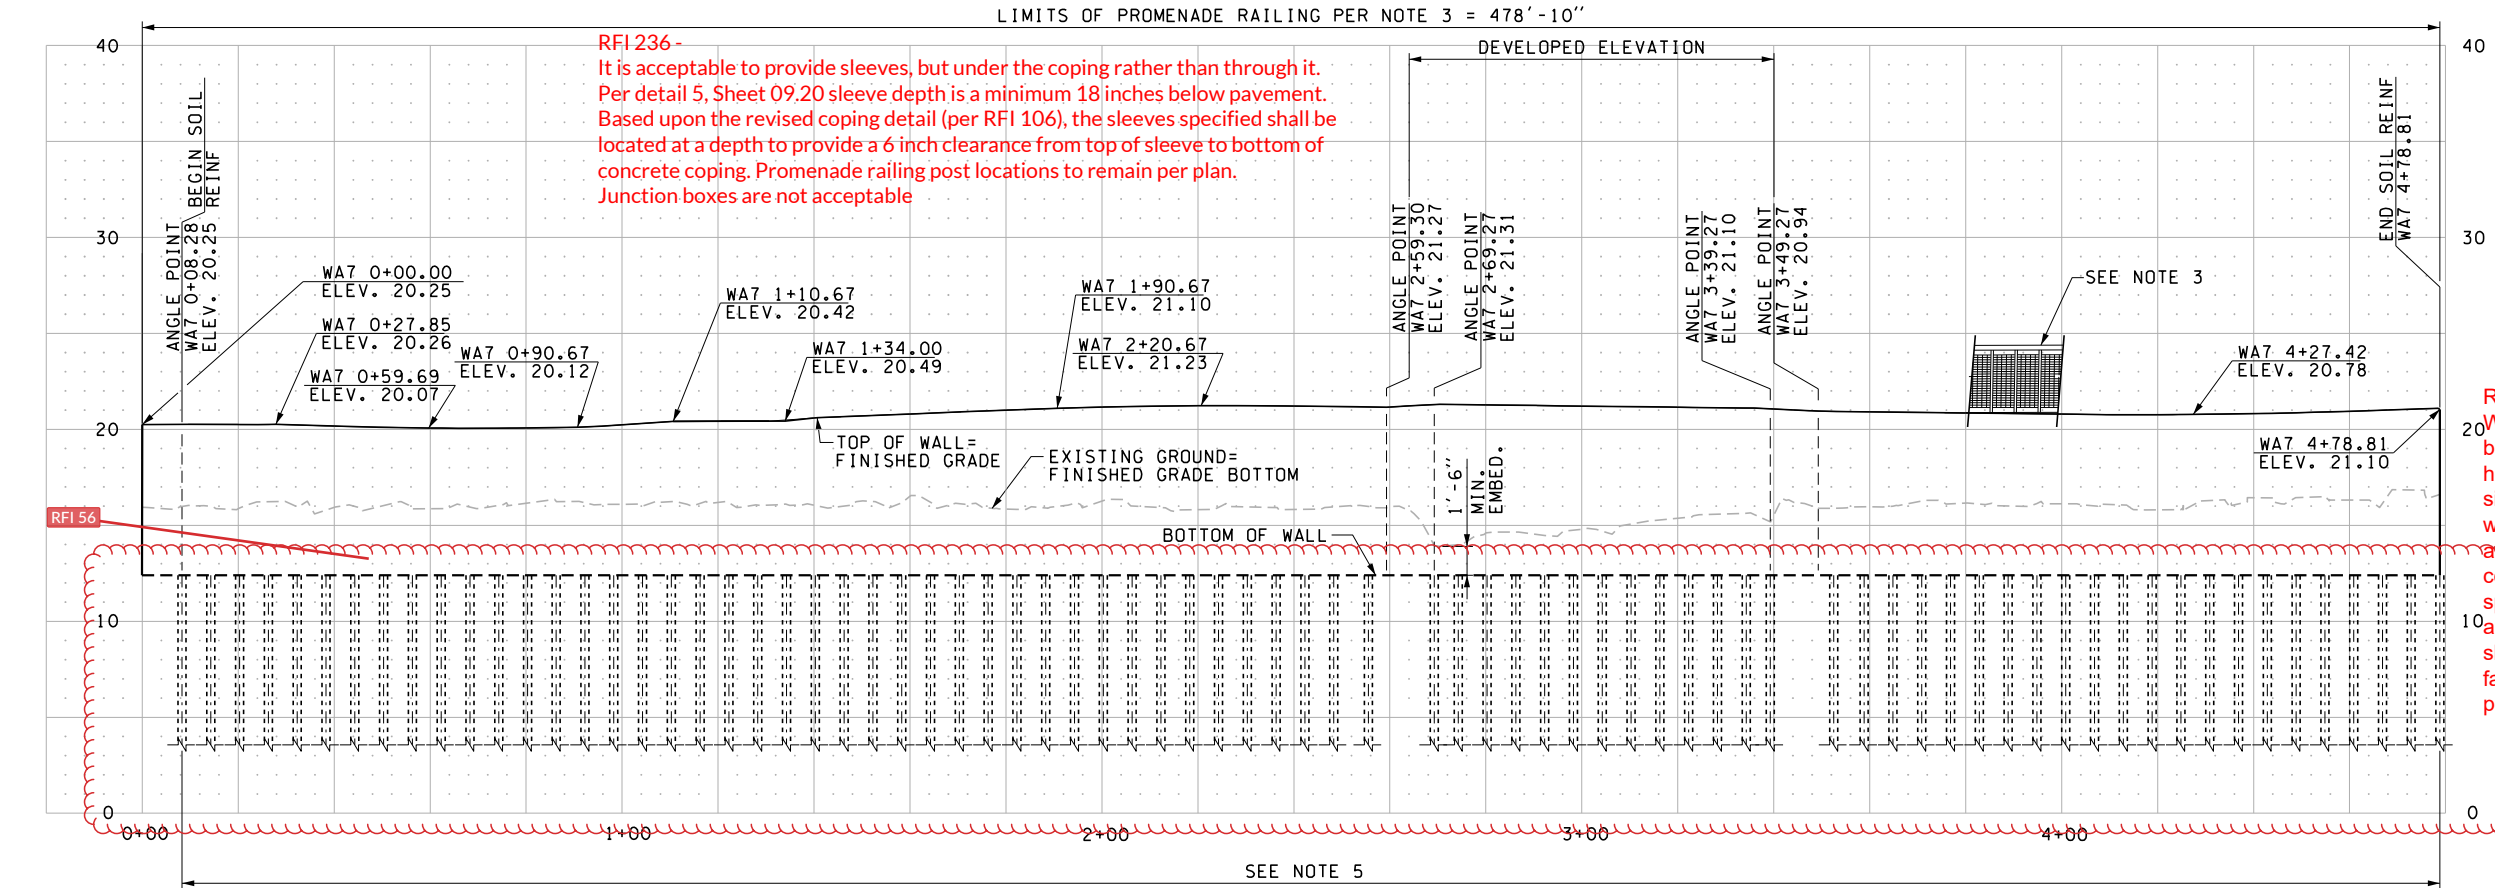 LIMITS OF PROMENADE RAILING PER NOTE 3 = 478'-10"
40
40
RFI 236 -
It is acceptable to provide sleeves, but under the coping rather than through it.
Per detail 5, Sheet 09.20 sleeve depth is a minimum 18 inches below pavement.
Based upon the revised coping detail (per RFI 106), the sleeves specified shall be
located at a depth to provide a 6 inch clearance from top of sleeve to bottom of
concrete coping. Promenade railing post locations to remain per plan.
Junction boxes are not acceptable
DEVELOPED ELEVATION
BEGIN SOIL
REINF
ANGLE POINT
WA7 0+08.28
ELEV. 20.25
ANGLE POINT
WA7 2+59.30
ELEV. 21.27
ANGLE POINT
WA7 2+69.27
ELEV. 21.31
ANGLE POINT
WA7 3+39.27
ELEV. 21.10
ANGLE POINT
WA7 3+49.27
ELEV. 20.94
END SOIL REINF
WA7 4+78.81
30
30
WA7 0+00.00
ELEV. 20.25
WA7 0+27.85
ELEV. 20.26
WA7 0+59.69
ELEV. 20.07
WA7 0+90.67
ELEV. 20.12
WA7 1+10.67
ELEV. 20.42
WA7 1+34.00
ELEV. 20.49
WA7 1+90.67
ELEV. 21.10
WA7 2+20.67
ELEV. 21.23
SEE NOTE 3
WA7 4+27.42
ELEV. 20.78
WA7 4+78.81
ELEV. 21.10
20
20
TOP OF WALL=
FINISHED GRADE
EXISTING GROUND=
FINISHED GRADE BOTTOM
1'-6"
MIN.
EMBED.
BOTTOM OF WALL
RFI 56
10
10
0
0
0+00
1+00
2+00
3+00
4+00
SEE NOTE 5